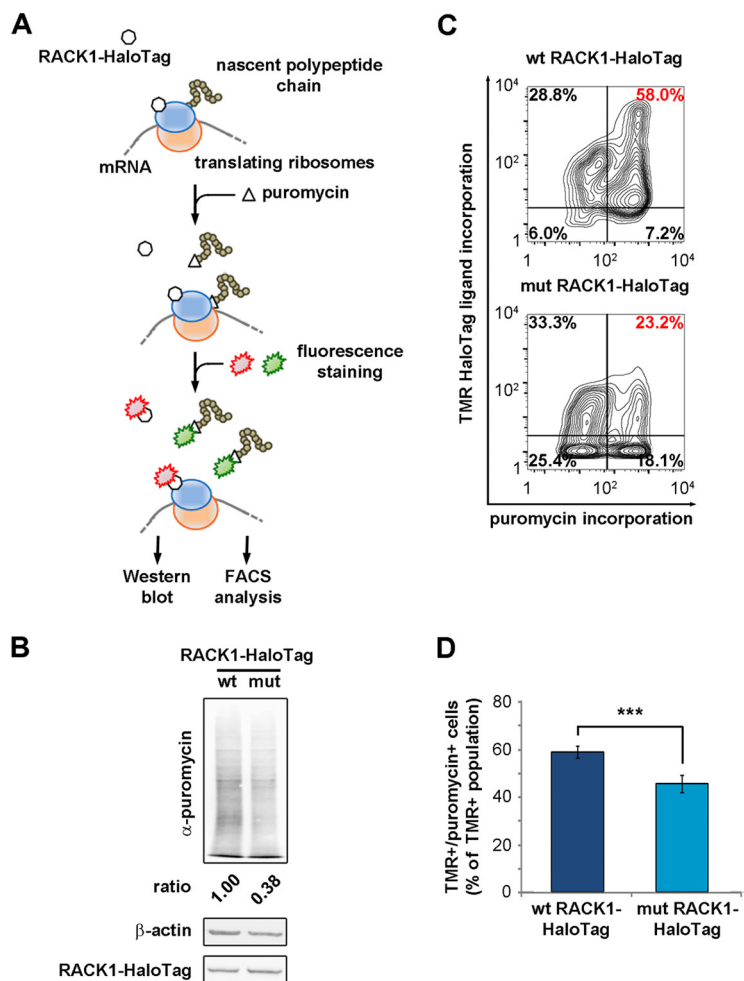 A
RACK1-HaloTag
nascent polypeptide
chain
mRNA
translating ribosomes
puromycin
fluorescence
staining
Western
blot
FACS
analysis
B
RACK1-HaloTag
wt mut
α-puromycin
ratio
1.00 0.38
β-actin
RACK1-HaloTag
C
wt RACK1-HaloTag
10⁴
28.8% 58.0%
10²
6.0% 7.2%
1
1 10² 10⁴
mut RACK1-HaloTag
10⁴
33.3% 23.2%
10²
25.4% 18.1%
1
1 10² 10⁴
TMR HaloTag ligand incorporation
puromycin incorporation
D
TMR+/puromycin+ cells
(% of TMR+ population)
80
60
40
20
0
***
wt RACK1-
HaloTag
mut RACK1-
HaloTag